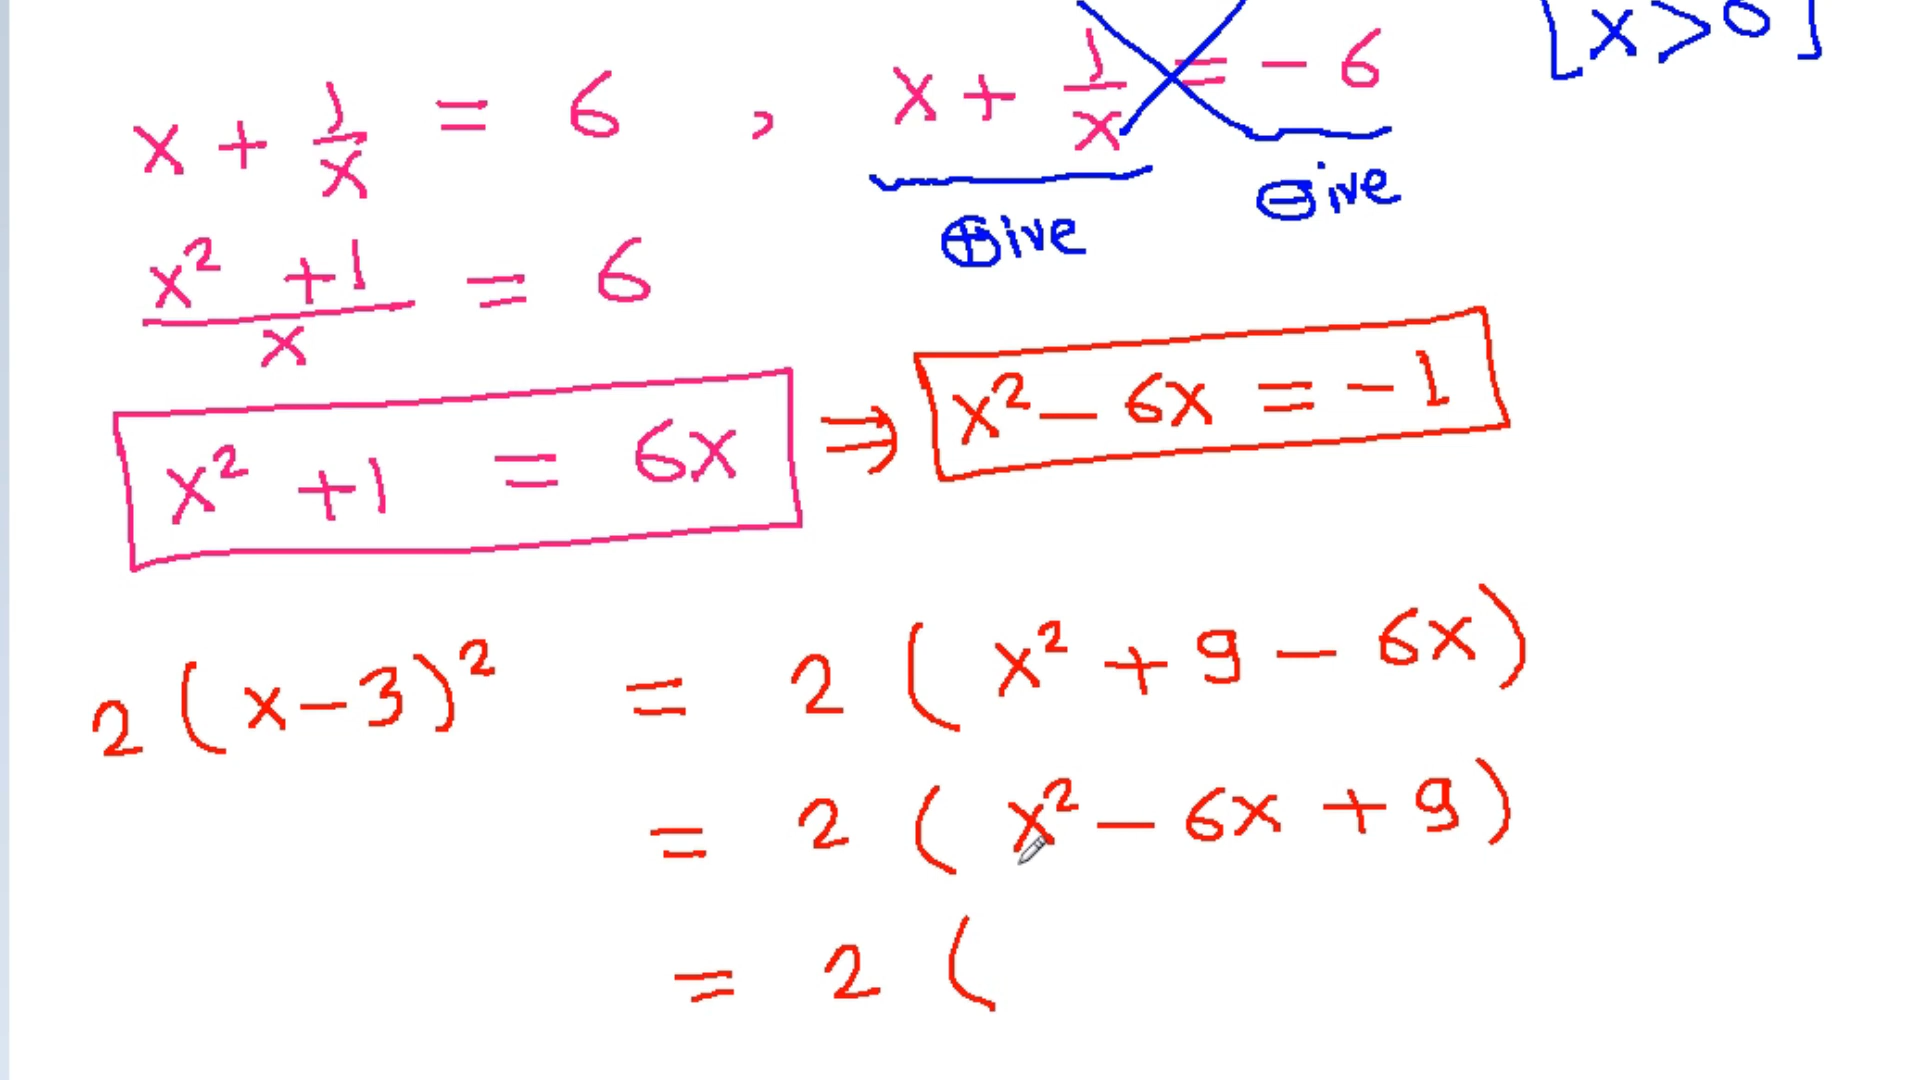 x + 1/x = 6 , x + 1/x = - 6 [x > 0]
⊕ive ⊖ive
(x² + 1)/x = 6
x² + 1 = 6x ⇒ x² - 6x = - 1
2 (x - 3)² = 2 ( x² + 9 - 6x )
= 2 ( x² - 6x + 9 )
= 2 (